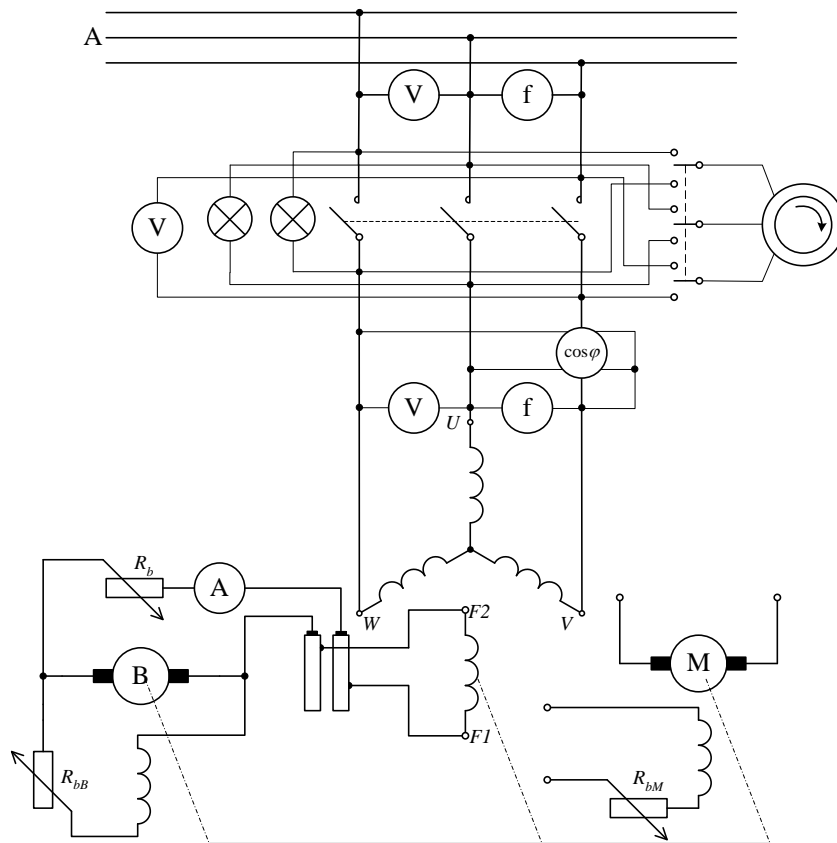 A
V f
V
cosφ
V f
U
R_b
A
W F2 V
B M
F1
R_bB R_bM